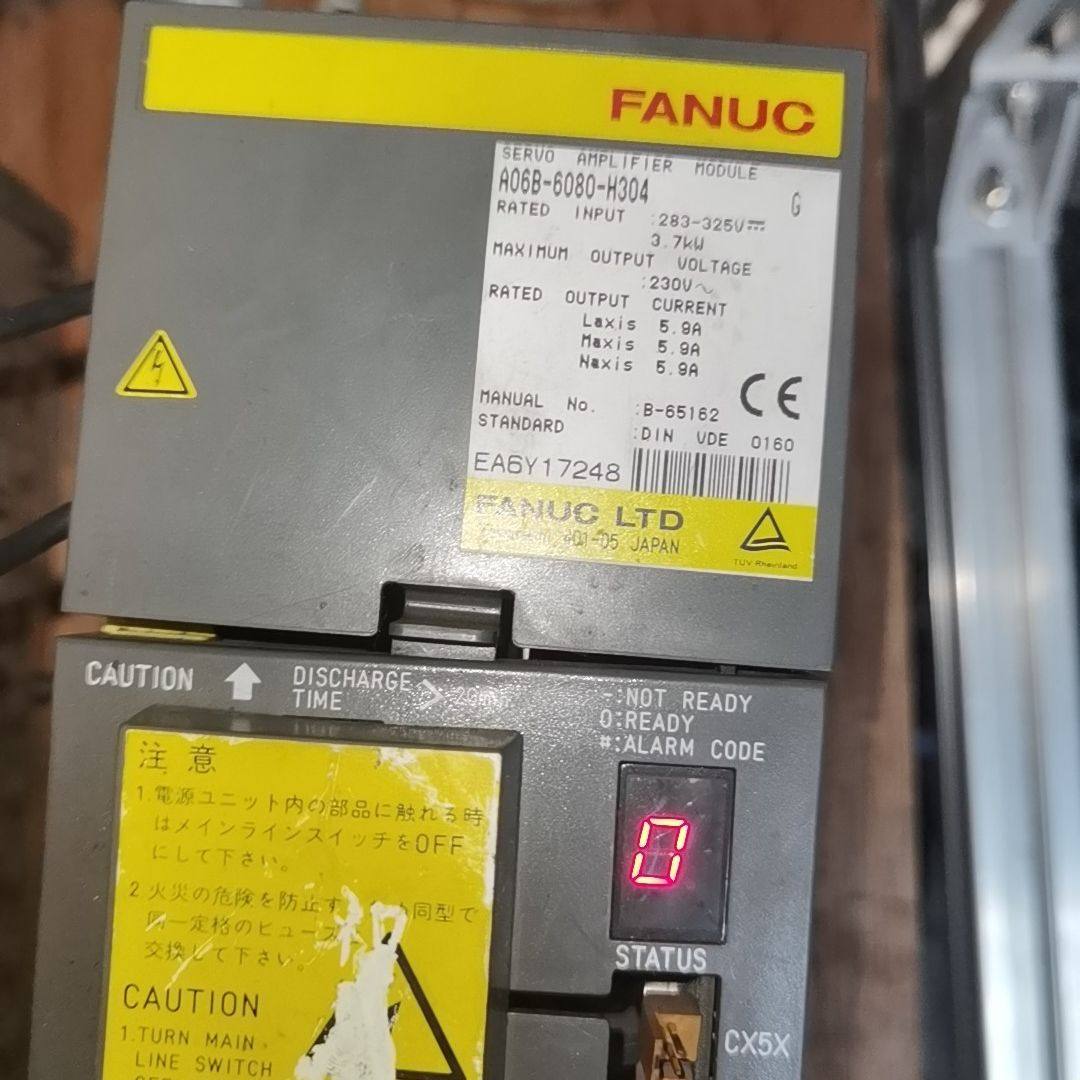 FANUC
SERVO AMPLIFIER MODULE
A06B-6080-H304 G
RATED INPUT :283-325V⎓
3.7kW
MAXIMUM OUTPUT VOLTAGE
:230V~
RATED OUTPUT CURRENT
Laxis 5.9A
Maxis 5.9A
Naxis 5.9A
MANUAL No. :B-65162
STANDARD :DIN VDE 0160
CE
EA6Y17248
FANUC LTD
401-05 JAPAN
TUV Rheinland
CAUTION
DISCHARGE
TIME >
-:NOT READY
0:READY
#:ALARM CODE
0
STATUS
CX5X
注意
1.電源ユニット内の部品に触れる時
はメインラインスイッチをOFF
にして下さい。
2.火災の危険を防止す 同型で
同一定格のヒューズ
交換して下さい。
CAUTION
1.TURN MAIN
LINE SWITCH